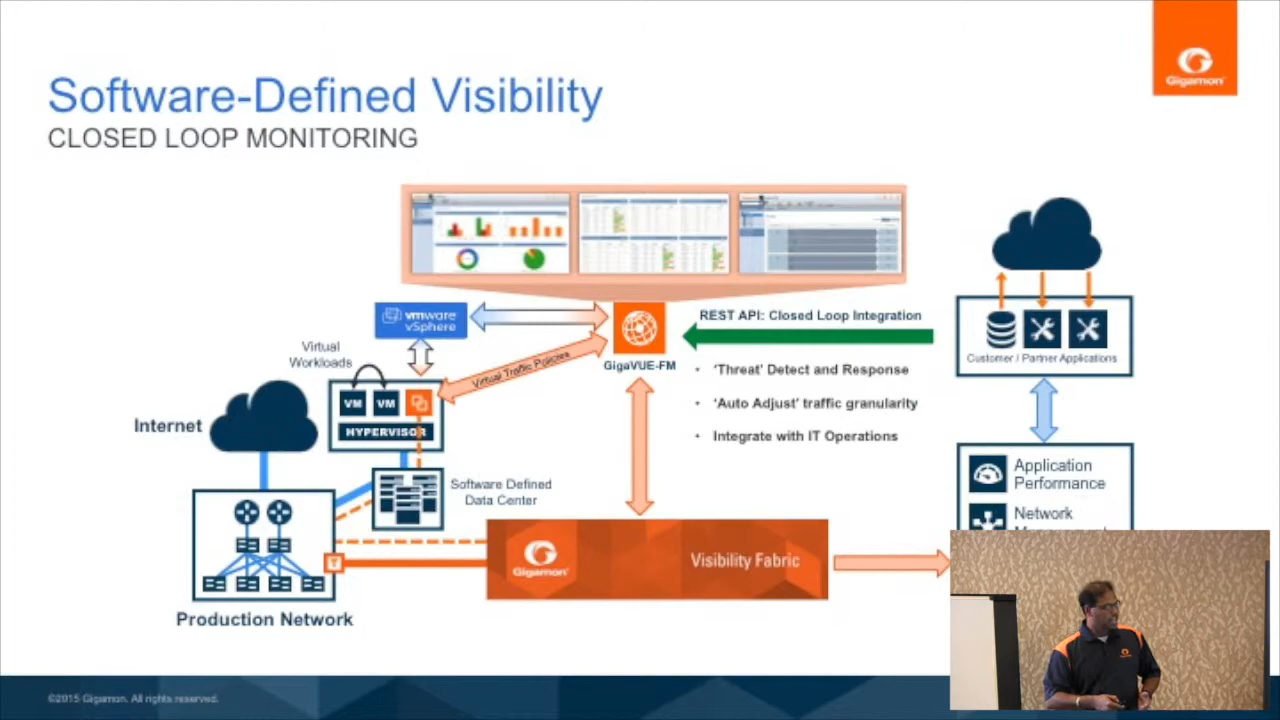 Gigamon
Software-Defined Visibility
CLOSED LOOP MONITORING
vmware
vSphere
REST API: Closed Loop Integration
Customer / Partner Applications
Virtual
Workloads
Virtual Traffic Policies
GigaVUE-FM
• 'Threat' Detect and Response
• 'Auto Adjust' traffic granularity
• Integrate with IT Operations
VM VM
HYPERVISOR
Internet
Software Defined
Data Center
Application
Performance
Network
Gigamon
Visibility Fabric
Production Network
©2015 Gigamon. All rights reserved.